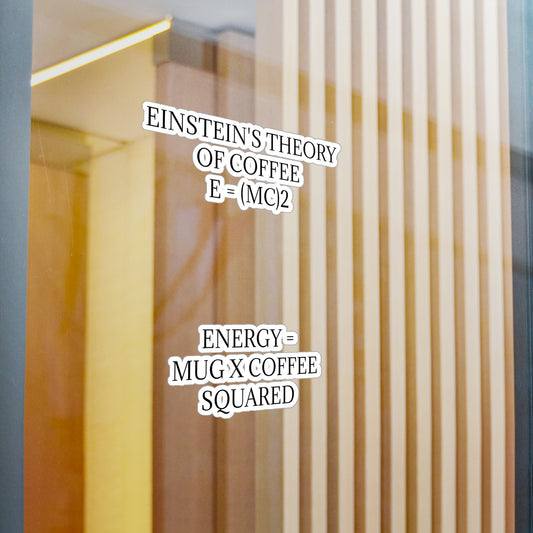 EINSTEIN'S THEORY
OF COFFEE
E = (MC)2
ENERGY =
MUG X COFFEE
SQUARED